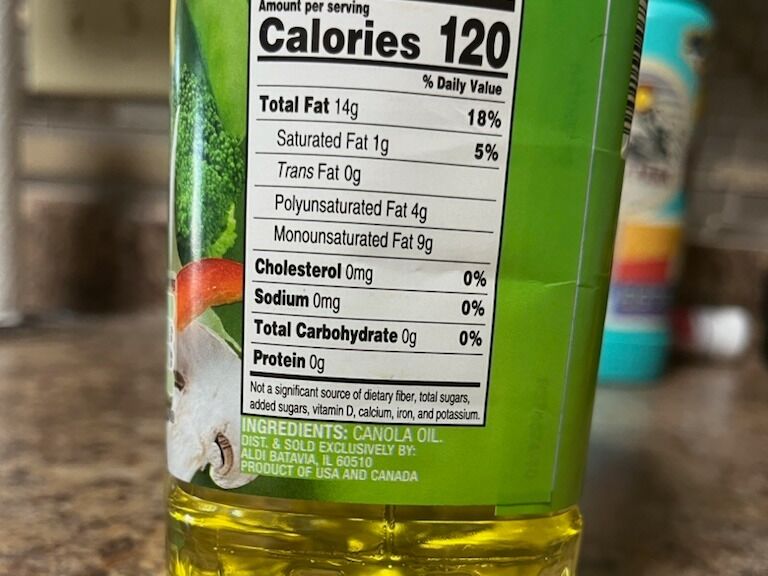 Amount per serving
Calories 120
% Daily Value
Total Fat 14g 18%
Saturated Fat 1g 5%
Trans Fat 0g
Polyunsaturated Fat 4g
Monounsaturated Fat 9g
Cholesterol 0mg 0%
Sodium 0mg 0%
Total Carbohydrate 0g 0%
Protein 0g
Not a significant source of dietary fiber, total sugars,
added sugars, vitamin D, calcium, iron, and potassium.
INGREDIENTS: CANOLA OIL.
DIST. & SOLD EXCLUSIVELY BY:
ALDI BATAVIA, IL 60510
PRODUCT OF USA AND CANADA